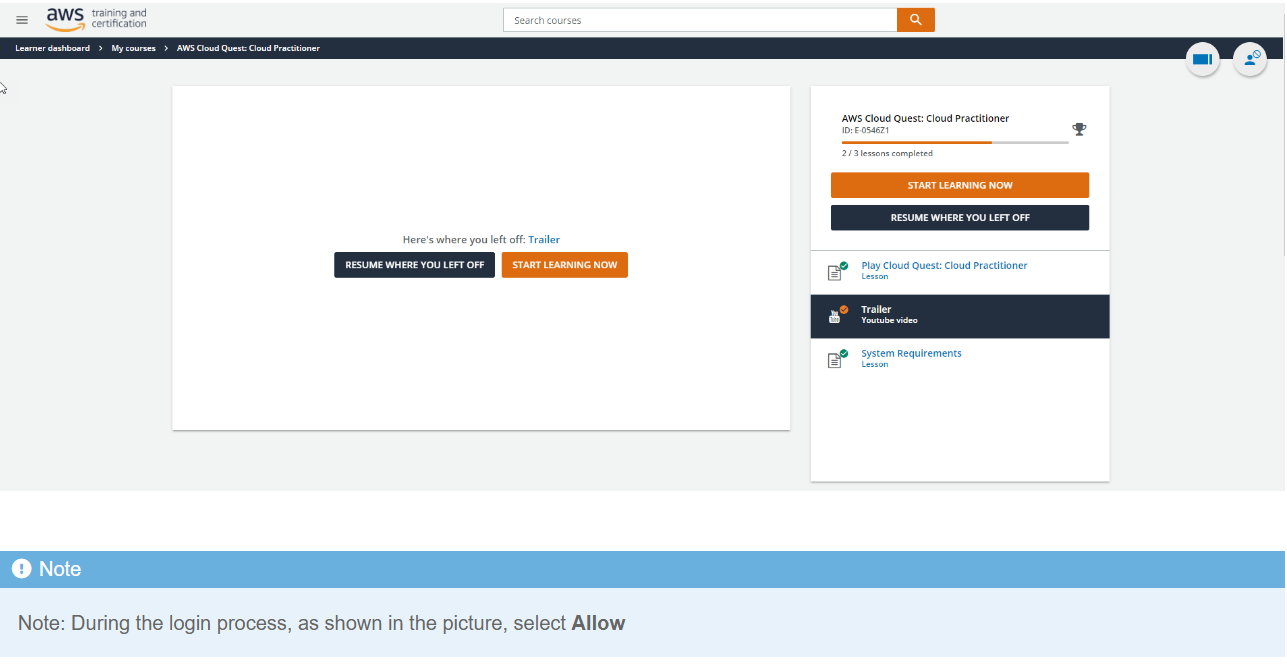 aws training and
certification
Search courses
Learner dashboard > My courses > AWS Cloud Quest: Cloud Practitioner
AWS Cloud Quest: Cloud Practitioner
ID: E-0546Z1
2 / 3 lessons completed
START LEARNING NOW
RESUME WHERE YOU LEFT OFF
Here's where you left off: Trailer
RESUME WHERE YOU LEFT OFF START LEARNING NOW
Play Cloud Quest: Cloud Practitioner
Lesson
Trailer
Youtube video
System Requirements
Lesson
Note
Note: During the login process, as shown in the picture, select Allow